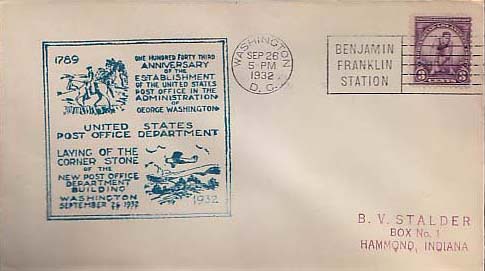 1789
ONE HUNDRED FORTY THIRD
ANNIVERSARY
OF THE
ESTABLISHMENT
OF THE UNITED STATES
POST OFFICE IN THE
ADMINISTRATION
OF
GEORGE WASHINGTON
UNITED STATES
POST OFFICE DEPARTMENT
LAYING OF THE
CORNER STONE
OF THE
NEW POST OFFICE
DEPARTMENT
BUILDING
WASHINGTON
SEPTEMBER 26 1932
1932
WASHINGTON
SEP 26
5 PM
1932
D. C.
BENJAMIN
FRANKLIN
STATION
3 3
B. V. STALDER
BOX No. 1
HAMMOND, INDIANA